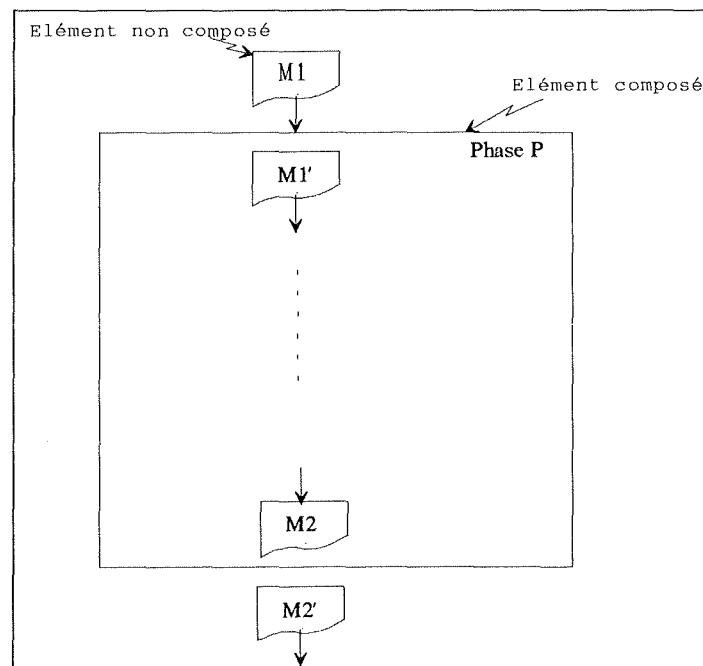 Elément non composé
M1
Elément composé
Phase P
M1'
M2
M2'